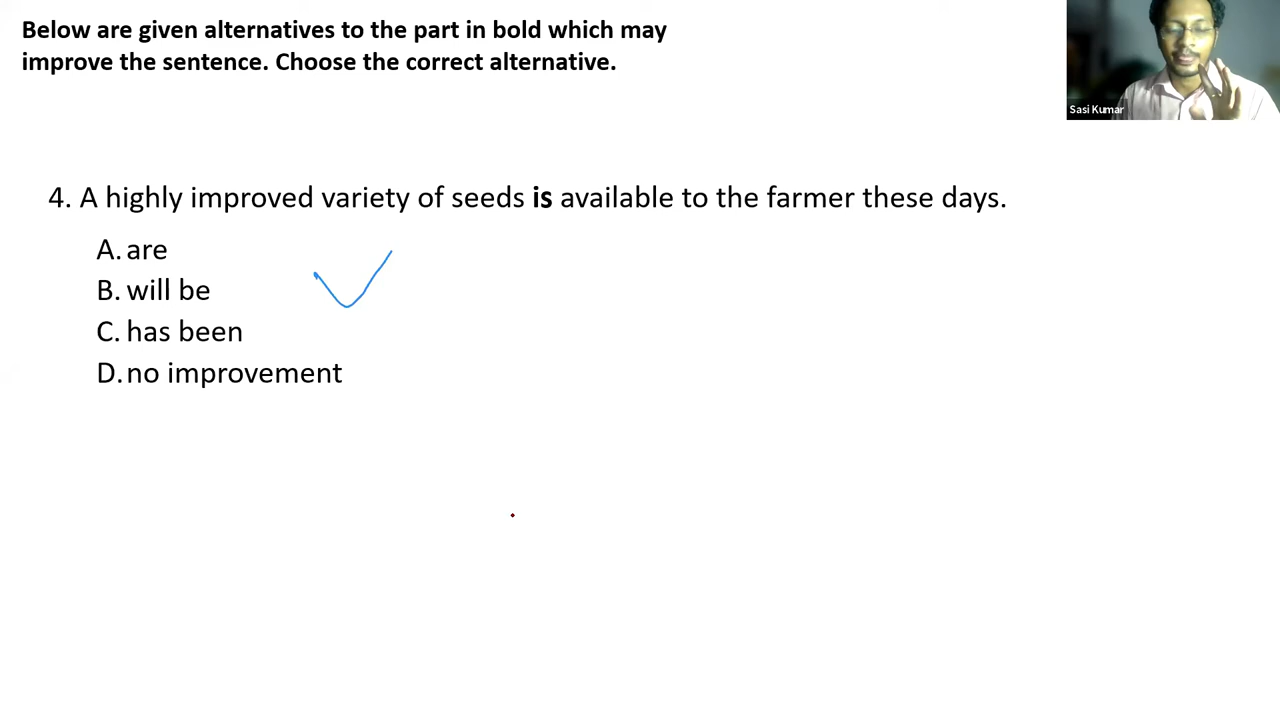 Below are given alternatives to the part in bold which may
improve the sentence. Choose the correct alternative.
Sasi Kumar
4. A highly improved variety of seeds is available to the farmer these days.
A. are
B. will be
C. has been
D. no improvement